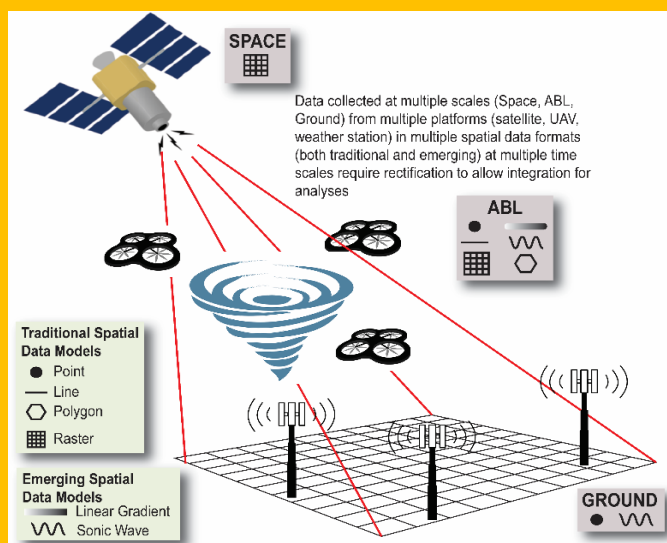 SPACE
Data collected at multiple scales (Space, ABL,
Ground) from multiple platforms (satellite, UAV,
weather station) in multiple spatial data formats
(both traditional and emerging) at multiple time
scales require rectification to allow integration for
analyses
ABL
Traditional Spatial
Data Models
Point
Line
Polygon
Raster
Emerging Spatial
Data Models
Linear Gradient
Sonic Wave
GROUND